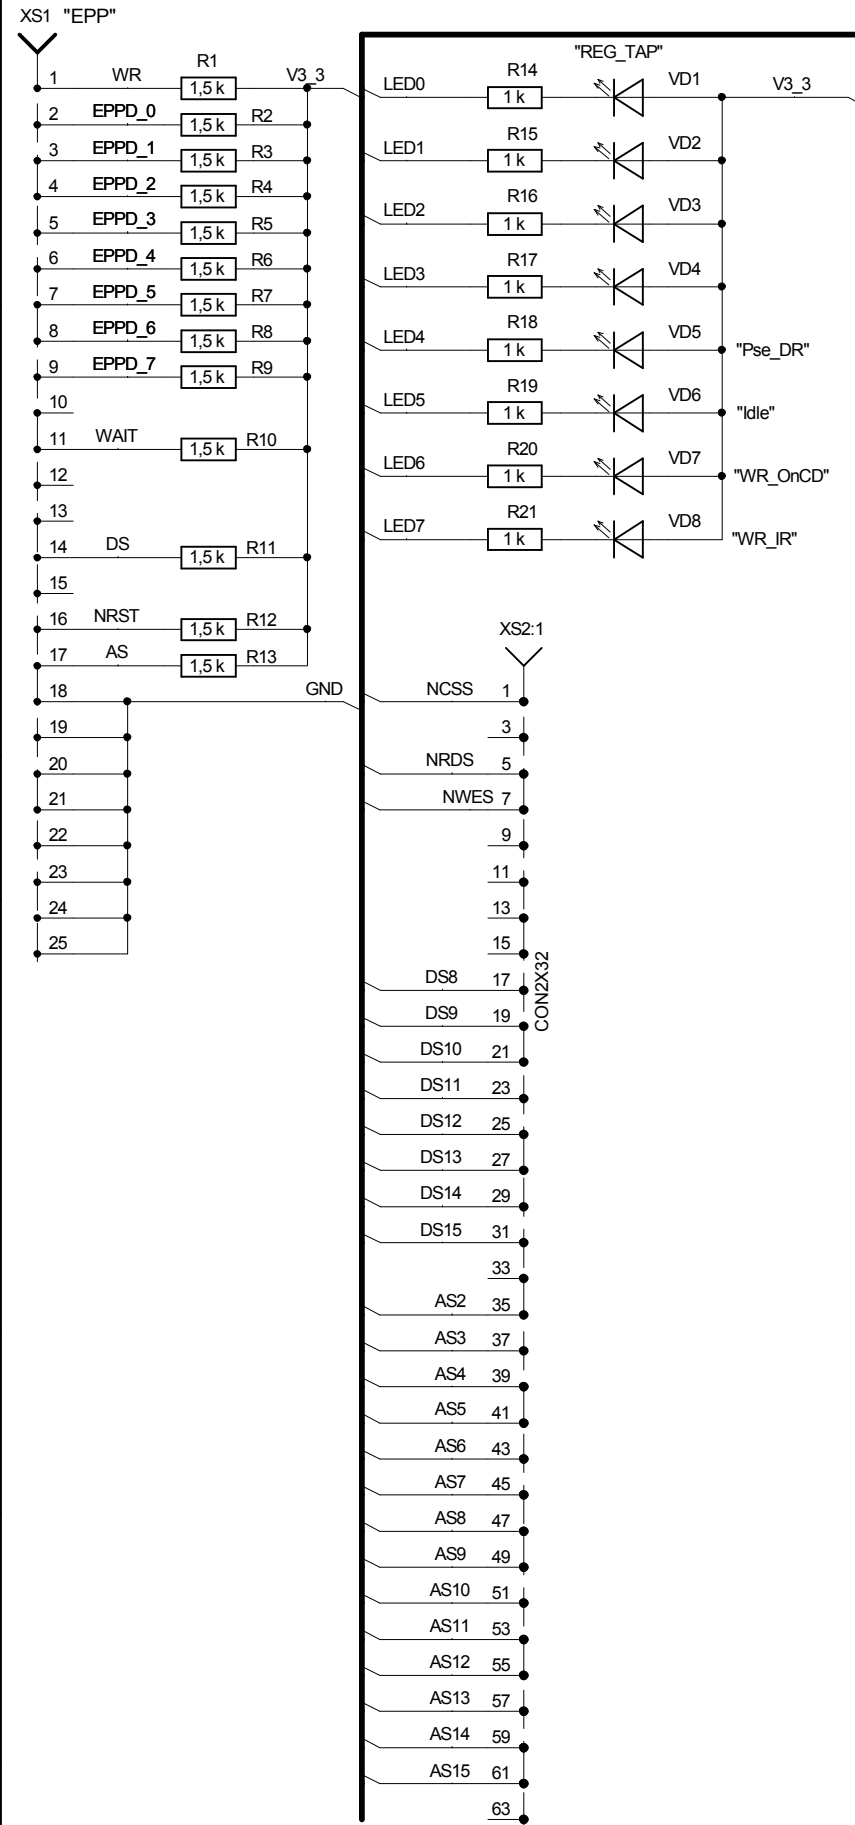 XS1 "EPP"
1 WR R1 1,5 k V3_3
2 EPPD_0 1,5 k R2
3 EPPD_1 1,5 k R3
4 EPPD_2 1,5 k R4
5 EPPD_3 1,5 k R5
6 EPPD_4 1,5 k R6
7 EPPD_5 1,5 k R7
8 EPPD_6 1,5 k R8
9 EPPD_7 1,5 k R9
10
11 WAIT 1,5 k R10
12
13
14 DS 1,5 k R11
15
16 NRST 1,5 k R12
17 AS 1,5 k R13
18 GND
19
20
21
22
23
24
25
"REG_TAP"
LED0 R14 1 k VD1 V3_3
LED1 R15 1 k VD2
LED2 R16 1 k VD3
LED3 R17 1 k VD4
LED4 R18 1 k VD5 "Pse_DR"
LED5 R19 1 k VD6 "Idle"
LED6 R20 1 k VD7 "WR_OnCD"
LED7 R21 1 k VD8 "WR_IR"
XS2:1
NCSS 1
3
NRDS 5
NWES 7
9
11
13
15
CON2X32
DS8 17
DS9 19
DS10 21
DS11 23
DS12 25
DS13 27
DS14 29
DS15 31
33
AS2 35
AS3 37
AS4 39
AS5 41
AS6 43
AS7 45
AS8 47
AS9 49
AS10 51
AS11 53
AS12 55
AS13 57
AS14 59
AS15 61
63